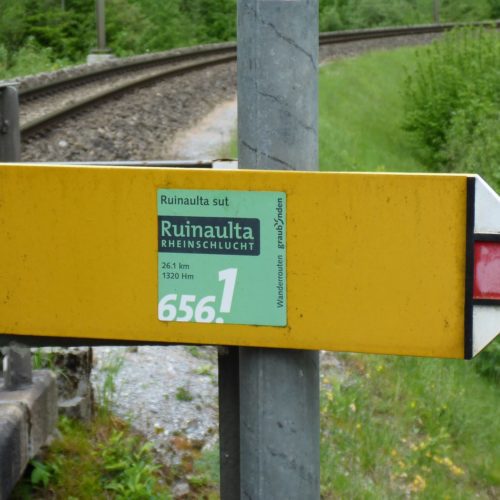 Ruinaulta sut
Ruinaulta
RHEINSCHLUCHT
26.1 km
1320 Hm
656.1
Wanderrouten graubünden